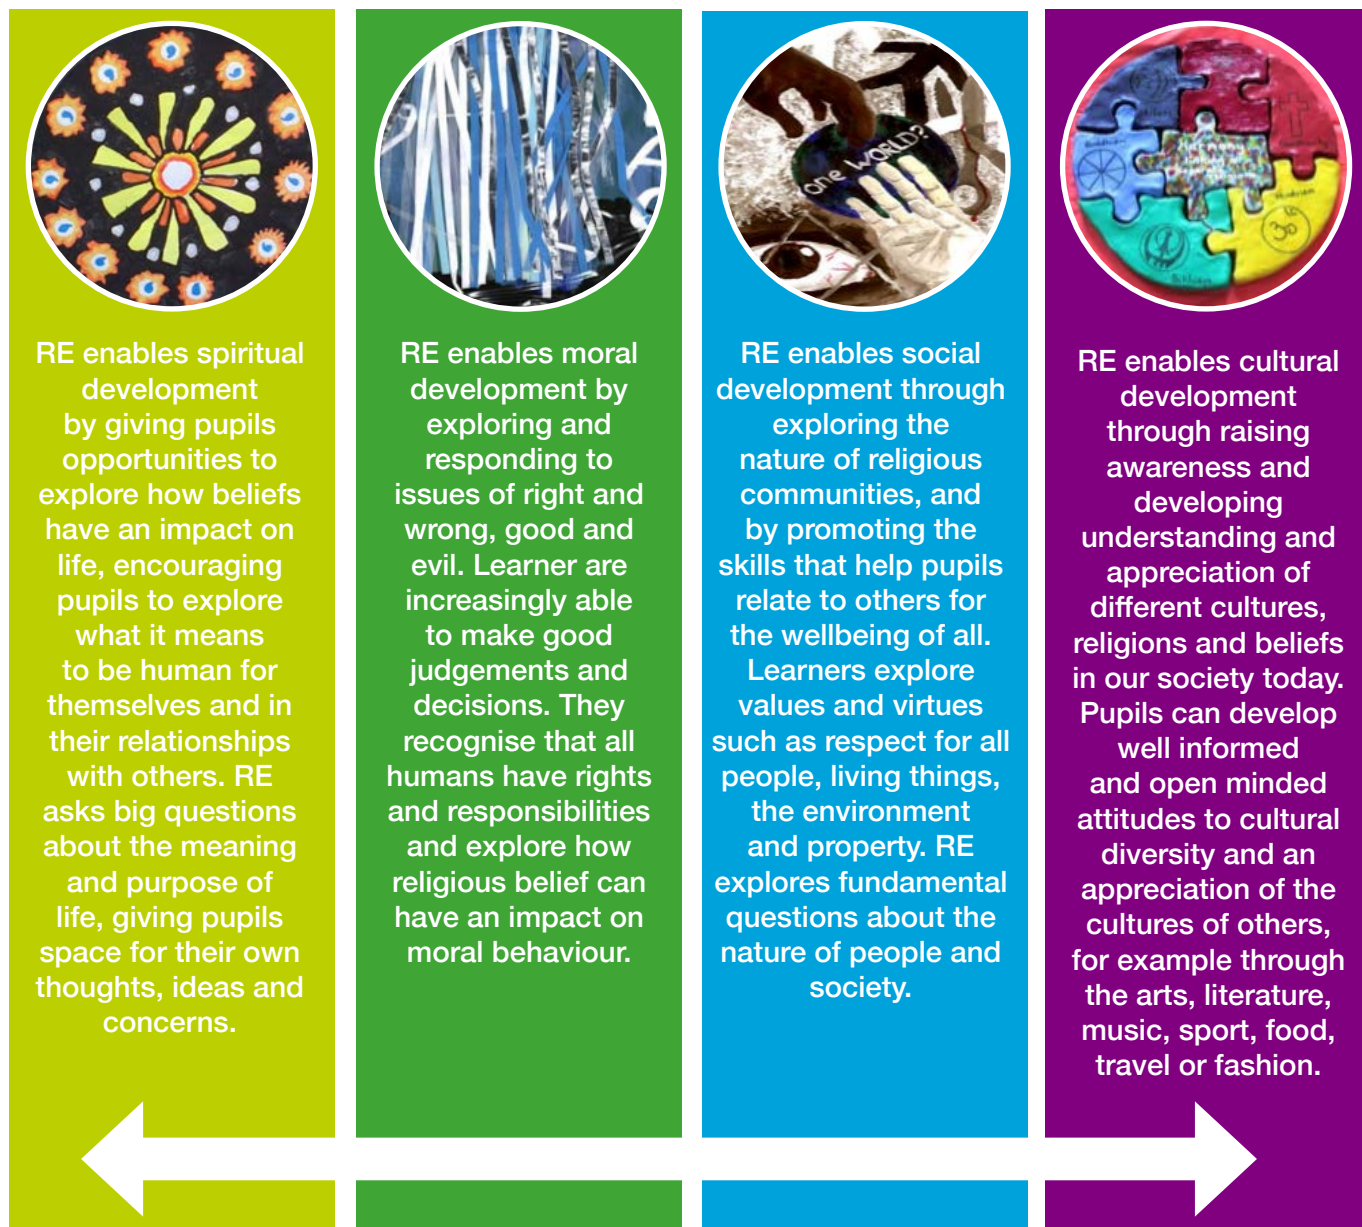 one WORLD?
Harmony
Buddhism
Hinduism
Sikhism
RE enables spiritual
development
by giving pupils
opportunities to
explore how beliefs
have an impact on
life, encouraging
pupils to explore
what it means
to be human for
themselves and in
their relationships
with others. RE
asks big questions
about the meaning
and purpose of
life, giving pupils
space for their own
thoughts, ideas and
concerns.
RE enables moral
development by
exploring and
responding to
issues of right and
wrong, good and
evil. Learner are
increasingly able
to make good
judgements and
decisions. They
recognise that all
humans have rights
and responsibilities
and explore how
religious belief can
have an impact on
moral behaviour.
RE enables social
development through
exploring the
nature of religious
communities, and
by promoting the
skills that help pupils
relate to others for
the wellbeing of all.
Learners explore
values and virtues
such as respect for all
people, living things,
the environment
and property. RE
explores fundamental
questions about the
nature of people and
society.
RE enables cultural
development
through raising
awareness and
developing
understanding and
appreciation of
different cultures,
religions and beliefs
in our society today.
Pupils can develop
well informed
and open minded
attitudes to cultural
diversity and an
appreciation of the
cultures of others,
for example through
the arts, literature,
music, sport, food,
travel or fashion.